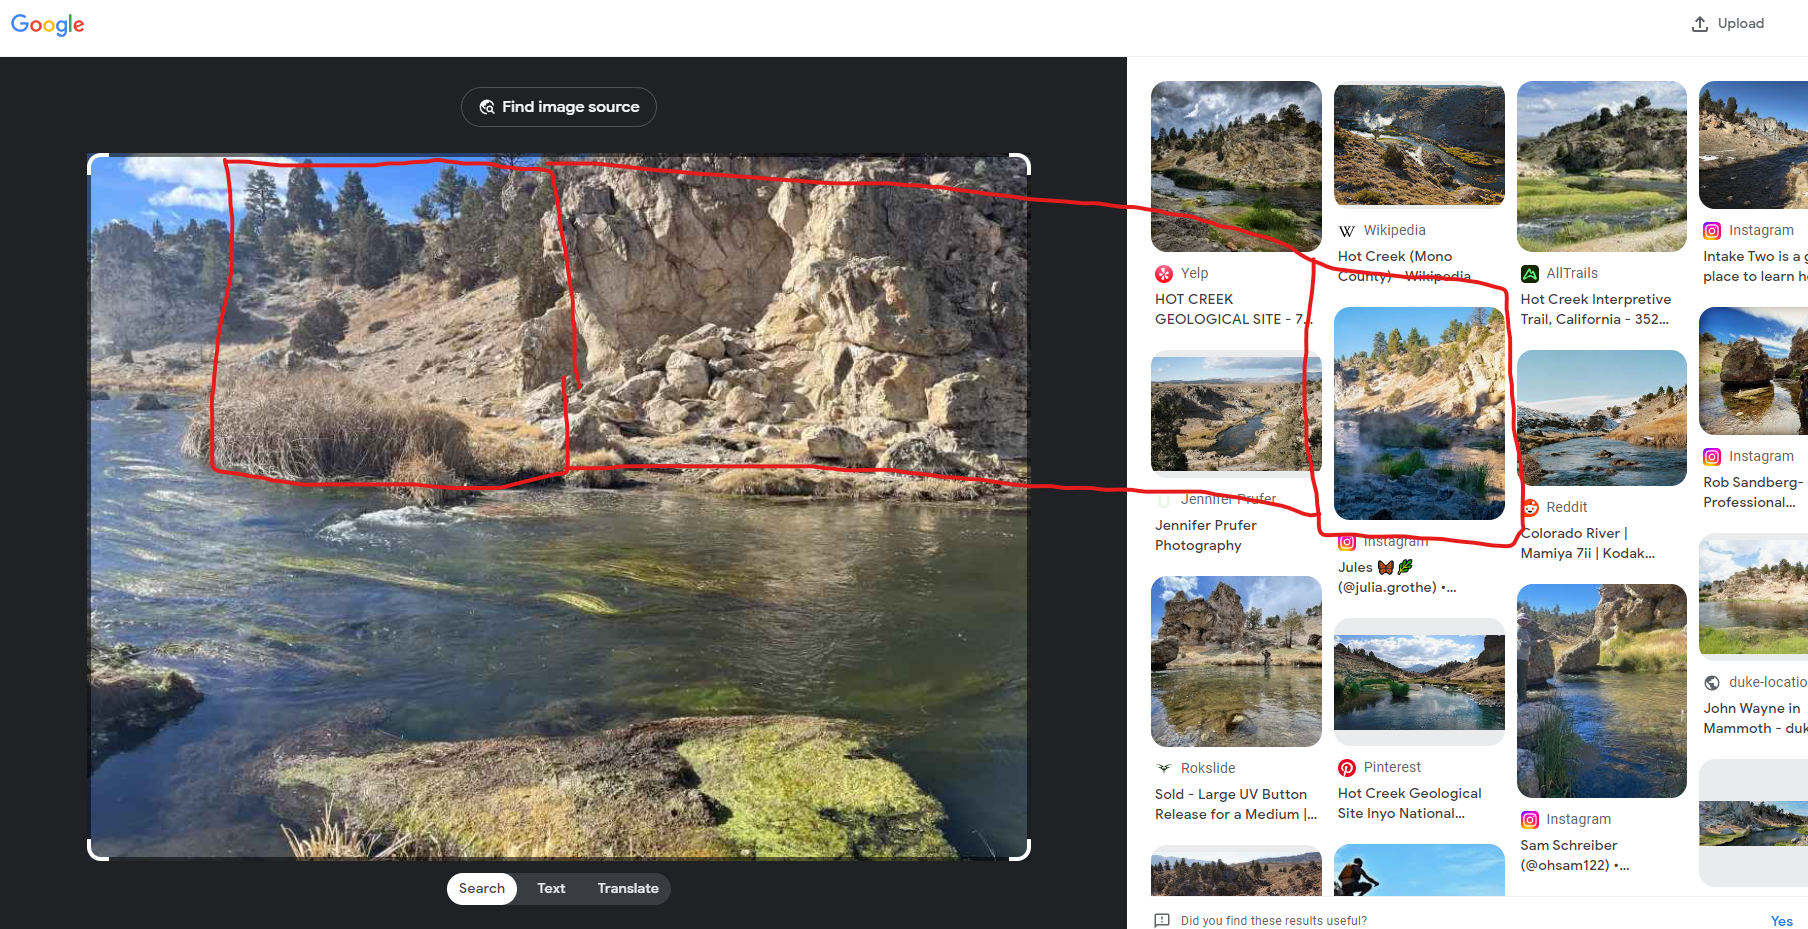 Google
Upload
Find image source
Search
Text
Translate
Yelp
HOT CREEK
GEOLOGICAL SITE - 7...
Jennifer Prufer
Jennifer Prufer
Photography
Rokslide
Sold - Large UV Button
Release for a Medium |...
W Wikipedia
Hot Creek (Mono
County) - Wikipedia
Instagram
Jules 🦋🌿
(@julia.grothe) •...
Pinterest
Hot Creek Geological
Site Inyo National...
AllTrails
Hot Creek Interpretive
Trail, California - 352...
Reddit
Colorado River |
Mamiya 7ii | Kodak...
Instagram
Sam Schreiber
(@ohsam122) •...
Instagram
Intake Two is a g
place to learn h
Instagram
Rob Sandberg-
Professional...
duke-locatio
John Wayne in
Mammoth - duk
Did you find these results useful?
Yes